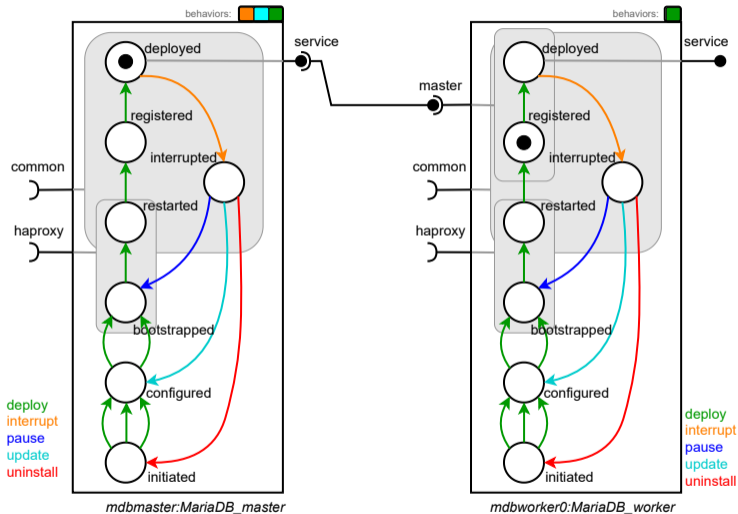 behaviors:
behaviors:
deployed
service
deployed
service
master
registered
registered
interrupted
interrupted
common
common
restarted
restarted
haproxy
haproxy
bootstrapped
bootstrapped
configured
configured
deploy
interrupt
pause
update
uninstall
deploy
interrupt
pause
update
uninstall
initiated
initiated
mdbmaster:MariaDB_master
mdbworker0:MariaDB_worker